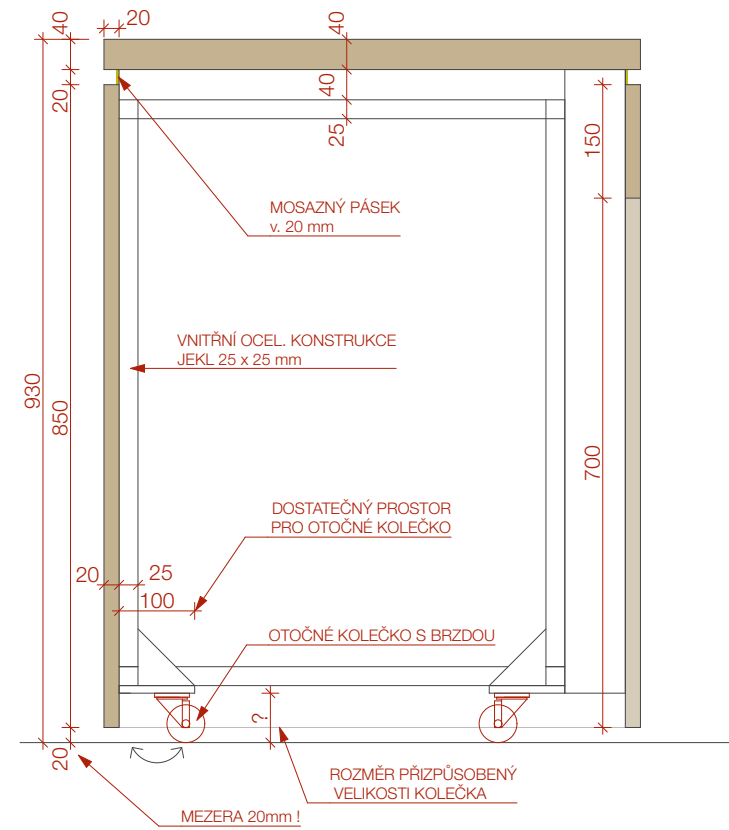 40
20
40
20
40
25
150
MOSAZNÝ PÁSEK
v. 20 mm
VNITŘNÍ OCEL. KONSTRUKCE
JEKL 25 x 25 mm
930
850
700
DOSTATEČNÝ PROSTOR
PRO OTOČNÉ KOLEČKO
20
25
100
OTOČNÉ KOLEČKO S BRZDOU
?
20
ROZMĚR PŘIZPŮSOBENÝ
VELIKOSTI KOLEČKA
MEZERA 20mm !